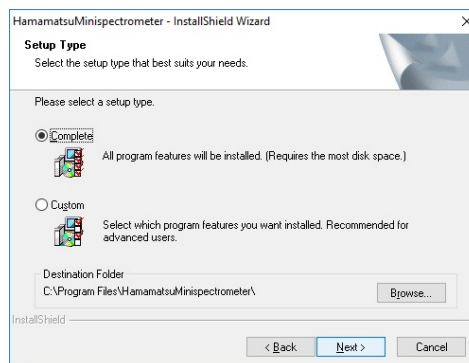 HamamatsuMinispectrometer - InstallShield Wizard
Setup Type
Select the setup type that best suits your needs.
Please select a setup type.
Complete
All program features will be installed. (Requires the most disk space.)
Custom
Select which program features you want installed. Recommended for
advanced users.
Destination Folder
C:\Program Files\HamamatsuMinispectrometer\
Browse...
InstallShield
< Back
Next >
Cancel